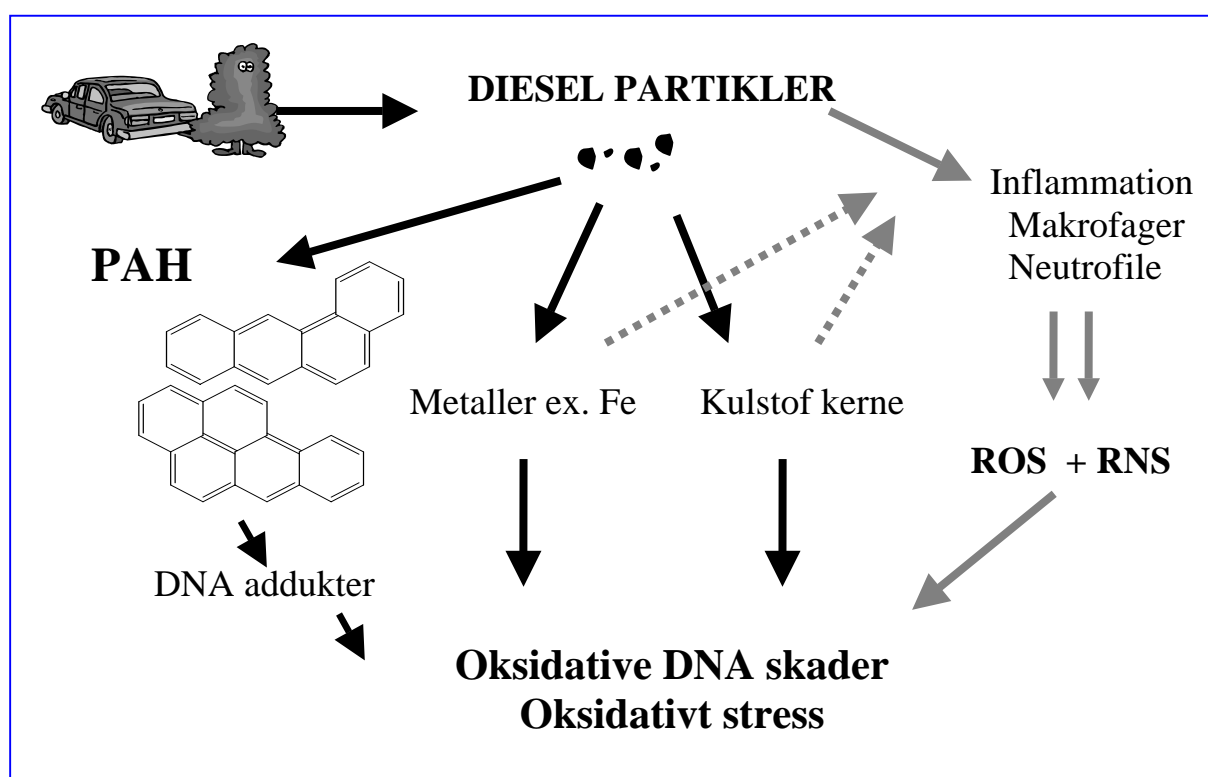 DIESEL PARTIKLER
Inflammation
Makrofager
Neutrofile
PAH
Metaller ex. Fe
Kulstof kerne
ROS + RNS
DNA addukter
Oksidative DNA skader
Oksidativt stress